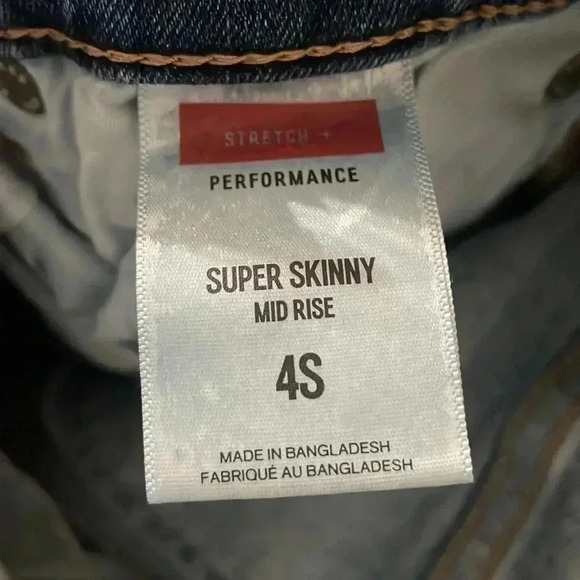 STRETCH +
PERFORMANCE
SUPER SKINNY
MID RISE
4S
MADE IN BANGLADESH
FABRIQUÉ AU BANGLADESH